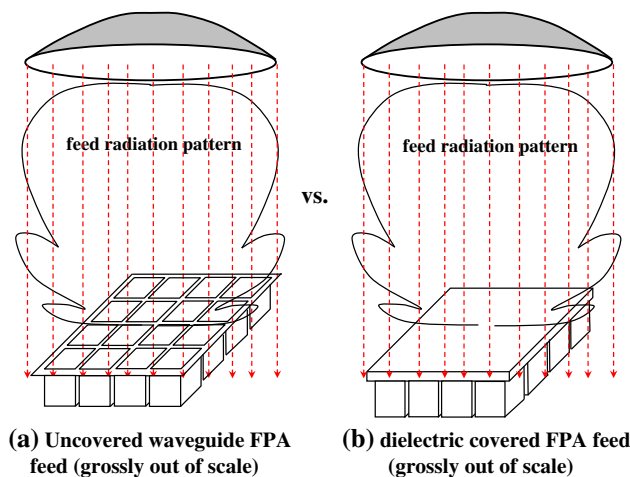 feed radiation pattern
vs.
feed radiation pattern
(a) Uncovered waveguide FPA
feed (grossly out of scale)
(b) dielectric covered FPA feed
(grossly out of scale)